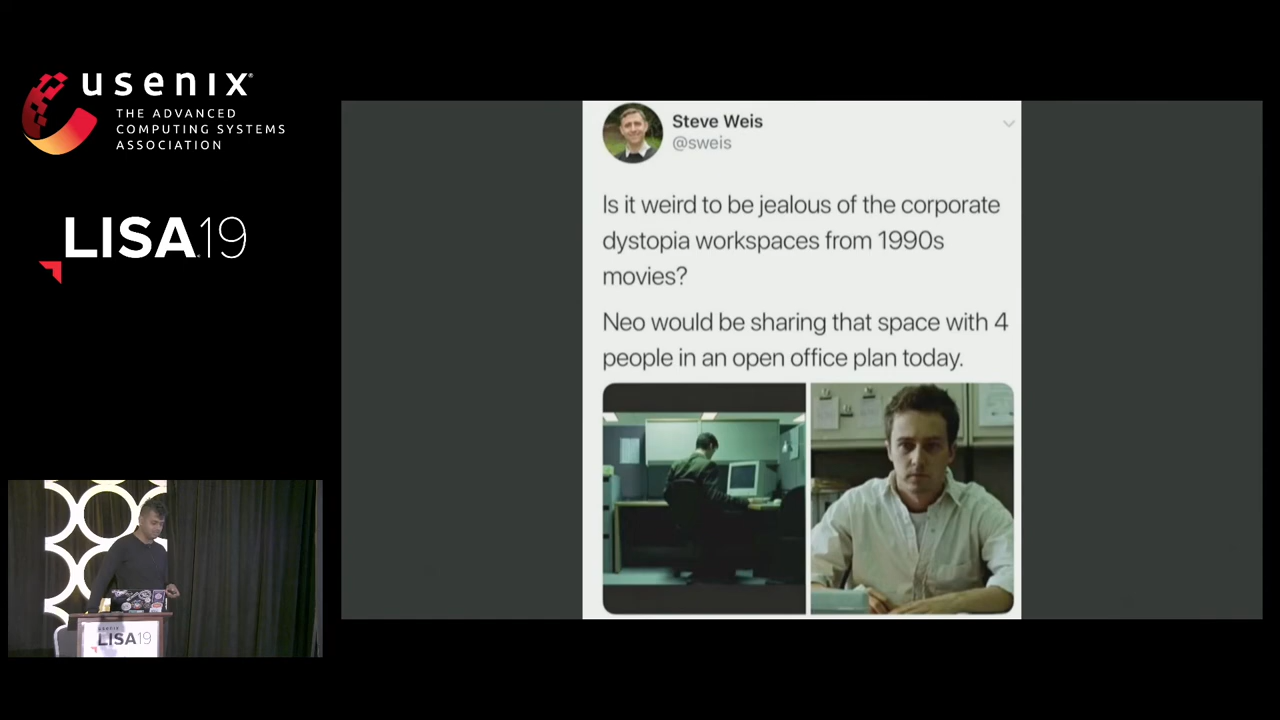 usenix®
THE ADVANCED
COMPUTING SYSTEMS
ASSOCIATION
LISA19
Steve Weis
@sweis
Is it weird to be jealous of the corporate
dystopia workspaces from 1990s
movies?
Neo would be sharing that space with 4
people in an open office plan today.
usenix
LISA19